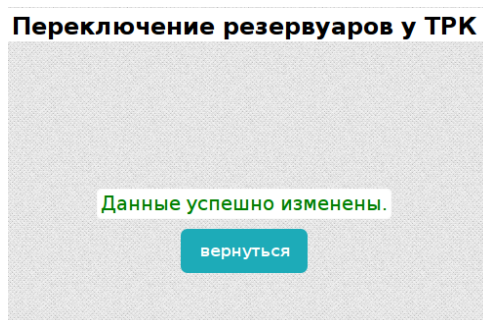 Переключение резервуаров у ТРК
Данные успешно изменены.
вернуться